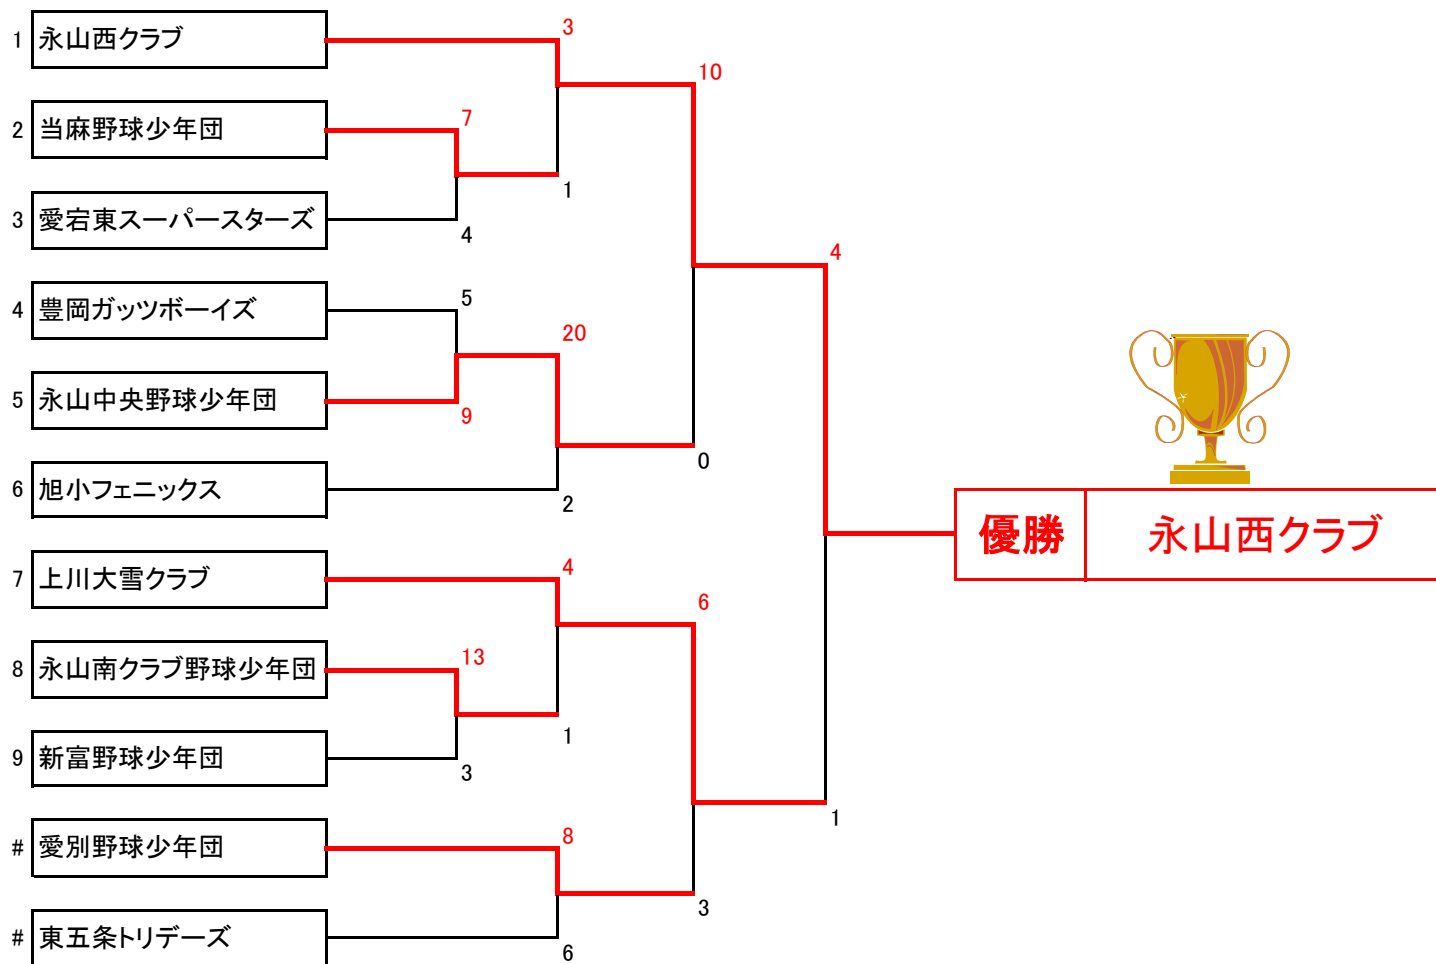 1 永山西クラブ
3
10
2 当麻野球少年団
7
1
3 愛宕東スーパースターズ
4
4
4 豊岡ガッツボーイズ
5
20
5 永山中央野球少年団
9
0
6 旭小フェニックス
2
優勝 永山西クラブ
7 上川大雪クラブ
4
6
8 永山南クラブ野球少年団
13
1
9 新富野球少年団
3
1
# 愛別野球少年団
8
3
# 東五条トリデーズ
6